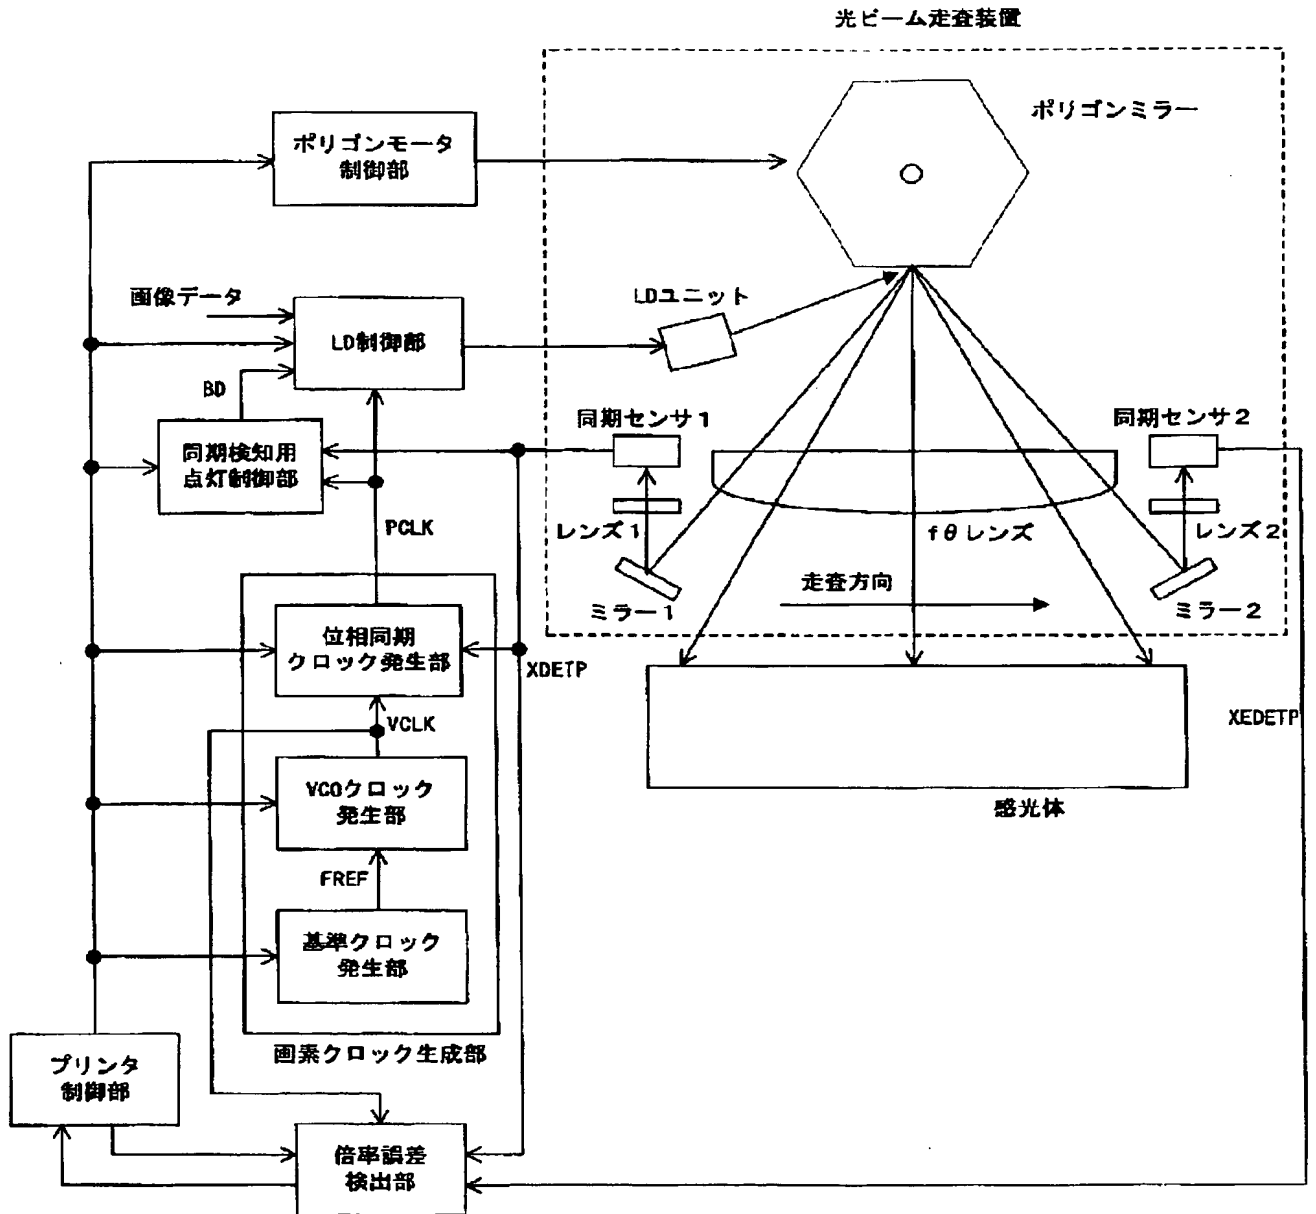 光ビーム走査装置
ポリゴンミラー
ポリゴンモータ
制御部
画像データ
LDユニット
LD制御部
BD
同期センサ1
同期センサ2
同期検知用
点灯制御部
PCLK
レンズ1
fθレンズ
レンズ2
走査方向
ミラー1
ミラー2
位相同期
クロック発生部
XDETP
VCLK
XEDETP
VCOクロック
発生部
感光体
FREF
基準クロック
発生部
画素クロック生成部
プリンタ
制御部
倍率誤差
検出部